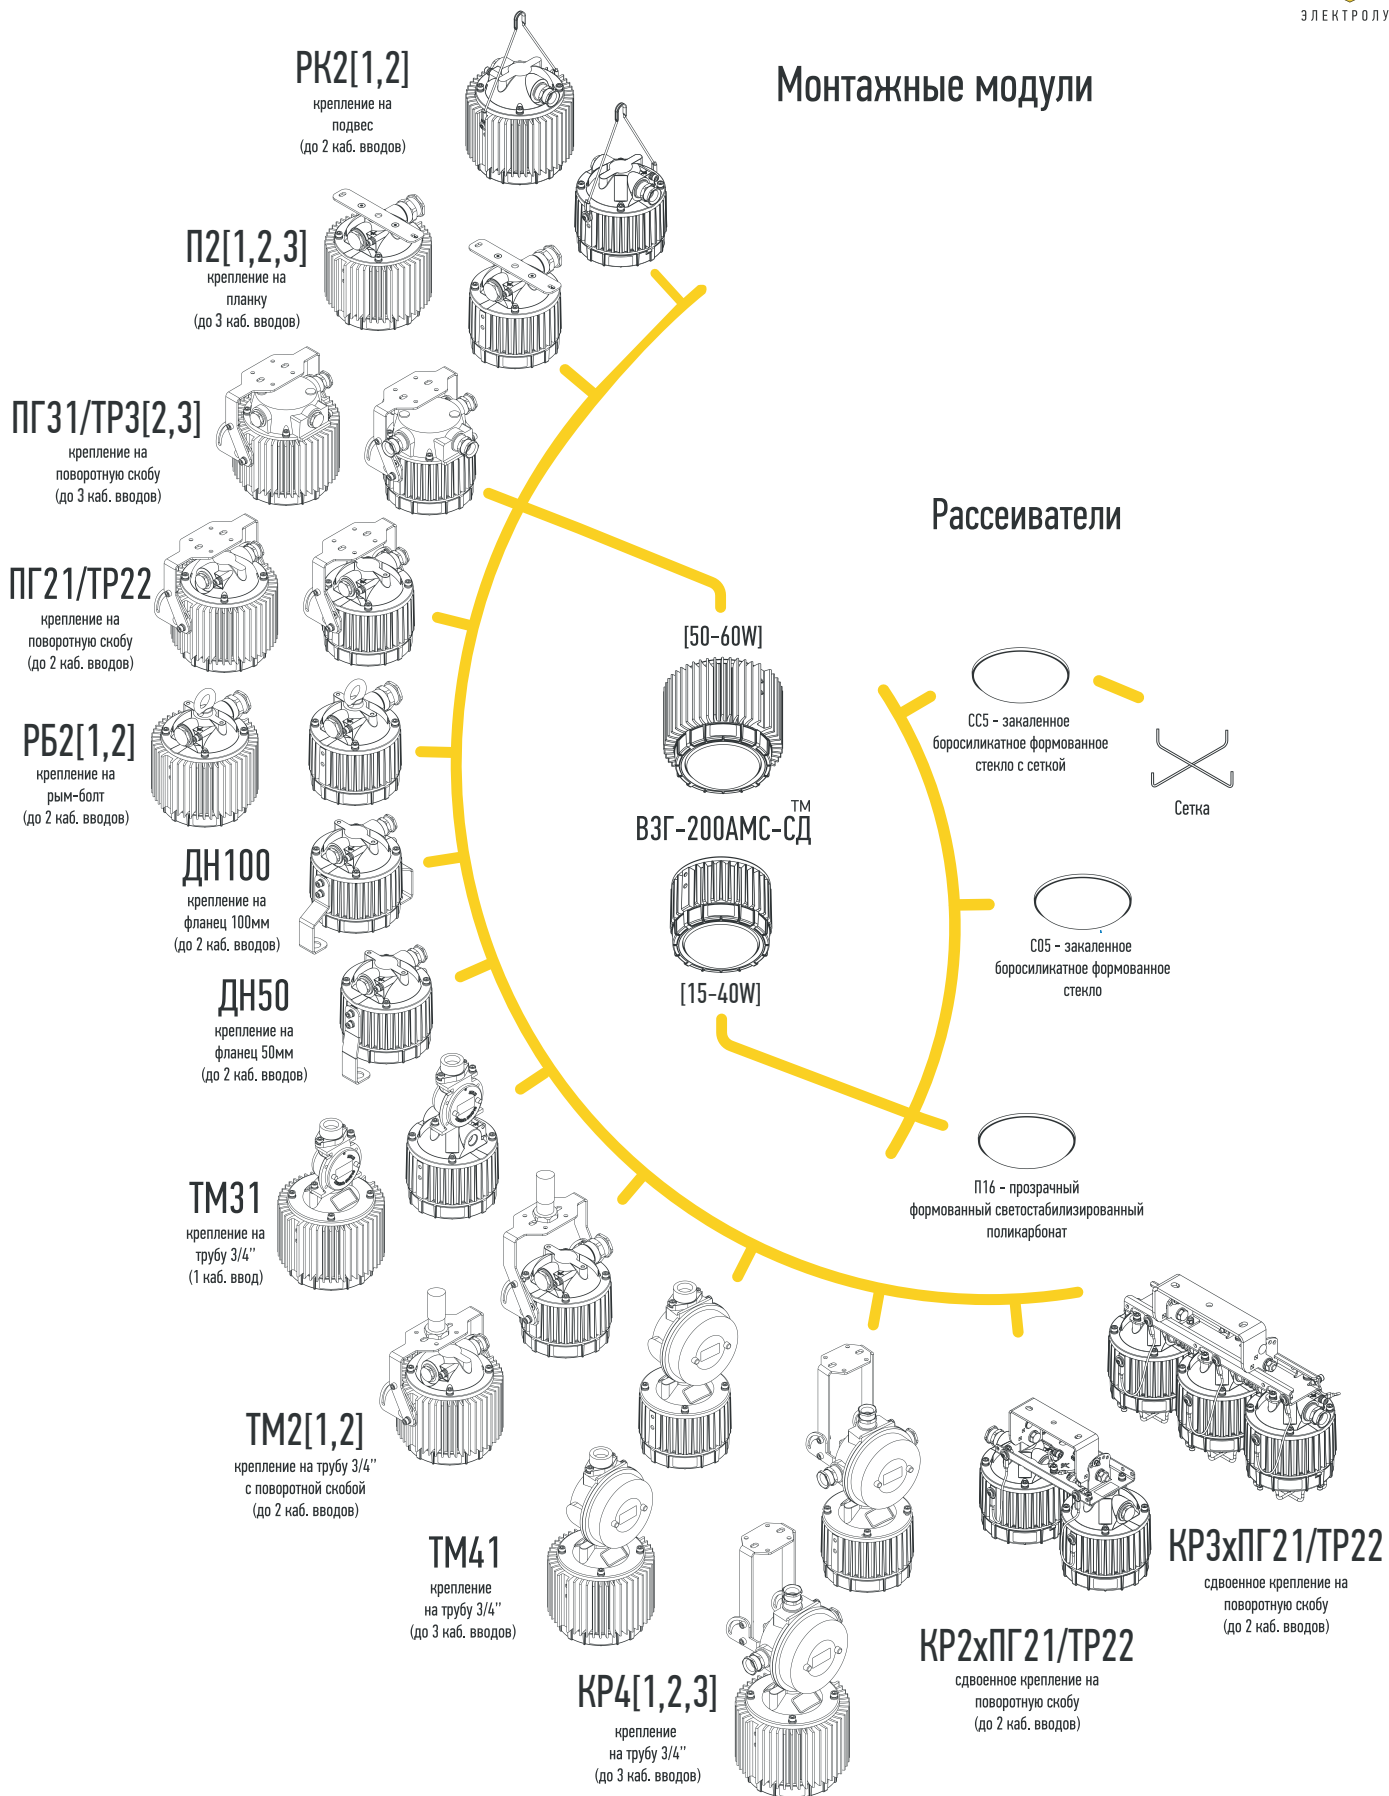 ЭЛЕКТРОЛУ
Монтажные модули
РК2[1,2]
крепление на
подвес
(до 2 каб. вводов)
П2[1,2,3]
крепление на
планку
(до 3 каб. вводов)
ПГ31/ТР3[2,3]
крепление на
поворотную скобу
(до 3 каб. вводов)
ПГ21/ТР22
крепление на
поворотную скобу
(до 2 каб. вводов)
РБ2[1,2]
крепление на
рым-болт
(до 2 каб. вводов)
ДН100
крепление на
фланец 100мм
(до 2 каб. вводов)
ДН50
крепление на
фланец 50мм
(до 2 каб. вводов)
ТМ31
крепление на
трубу 3/4’’
(1 каб. ввод)
ТМ2[1,2]
крепление на трубу 3/4’’
с поворотной скобой
(до 2 каб. вводов)
ТМ41
крепление
на трубу 3/4’’
(до 3 каб. вводов)
КР4[1,2,3]
крепление
на трубу 3/4’’
(до 3 каб. вводов)
КР2хПГ21/ТР22
сдвоенное крепление на
поворотную скобу
(до 2 каб. вводов)
КР3хПГ21/ТР22
сдвоенное крепление на
поворотную скобу
(до 2 каб. вводов)
[50-60W]
ВЗГ-200АМС-СД™
[15-40W]
Рассеиватели
СС5 - закаленное
боросиликатное формованное
стекло с сеткой
Сетка
С05 - закаленное
боросиликатное формованное
стекло
П16 - прозрачный
формованный светостабилизированный
поликарбонат